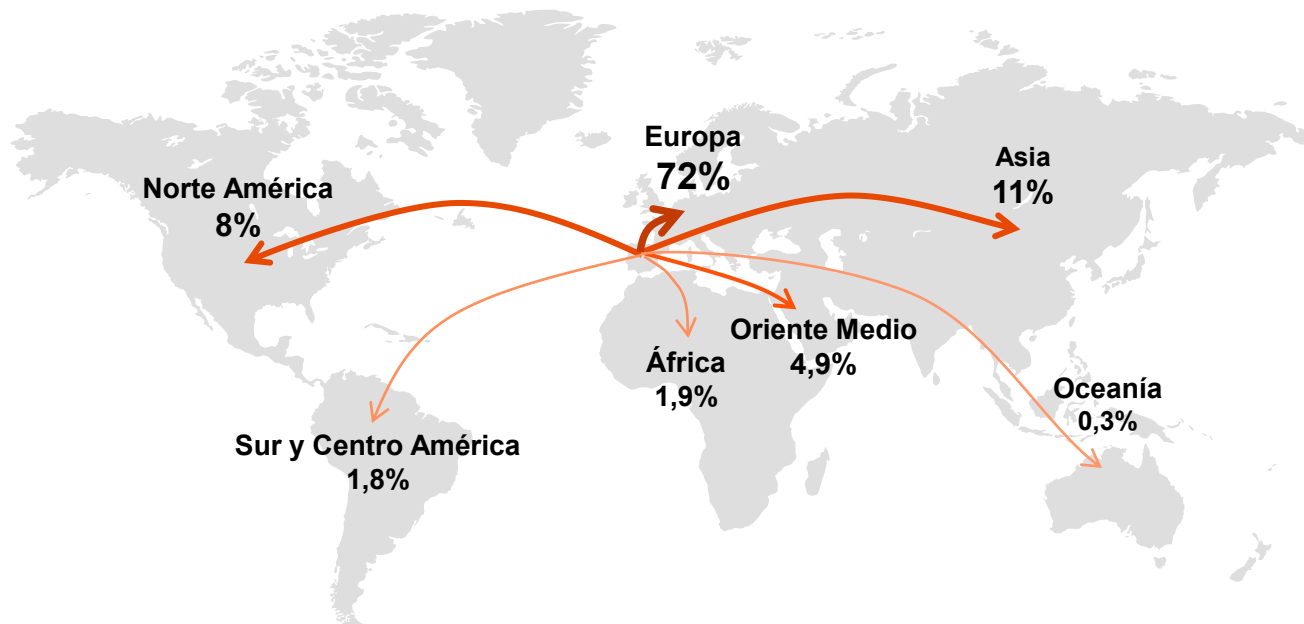 Europa
72%
Asia
11%
Norte América
8%
Oriente Medio
4,9%
África
1,9%
Oceanía
0,3%
Sur y Centro América
1,8%